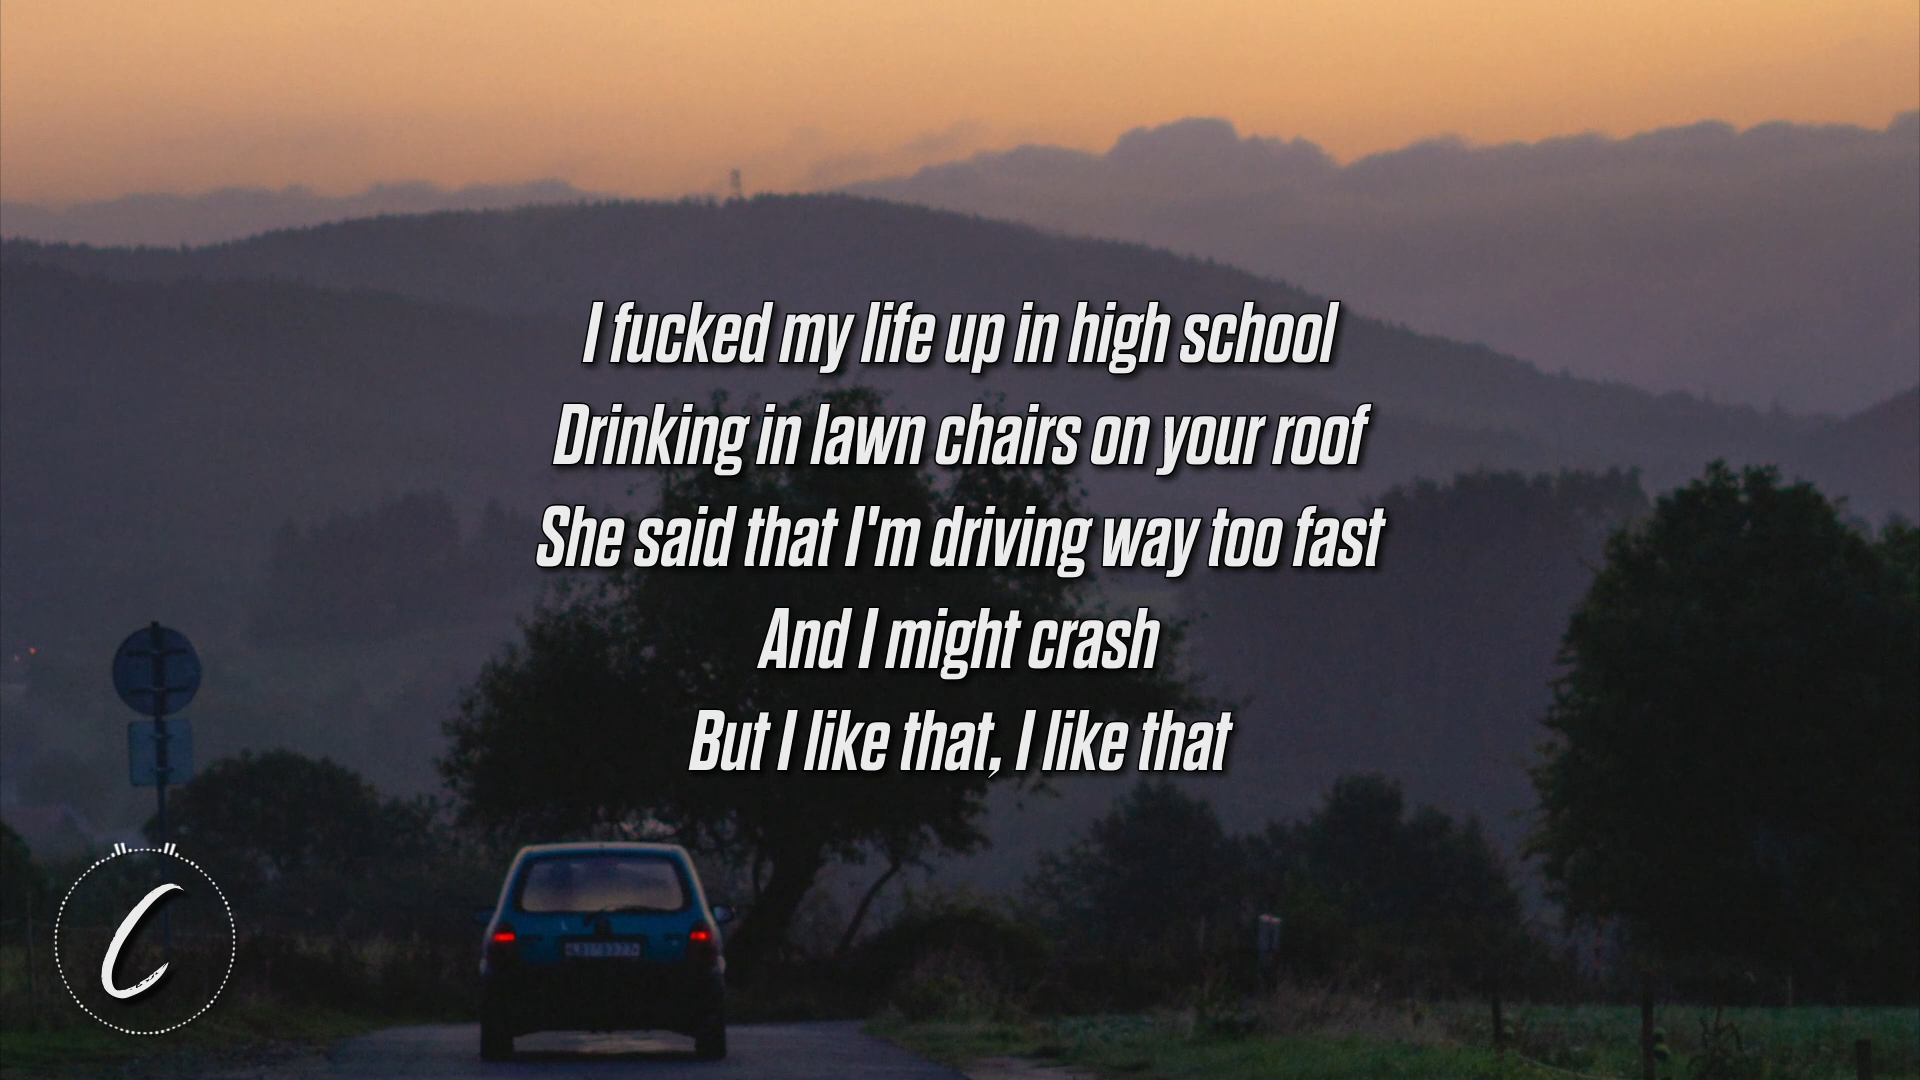 I fucked my life up in high school
Drinking in lawn chairs on your roof
She said that I'm driving way too fast
And I might crash
But I like that, I like that
C